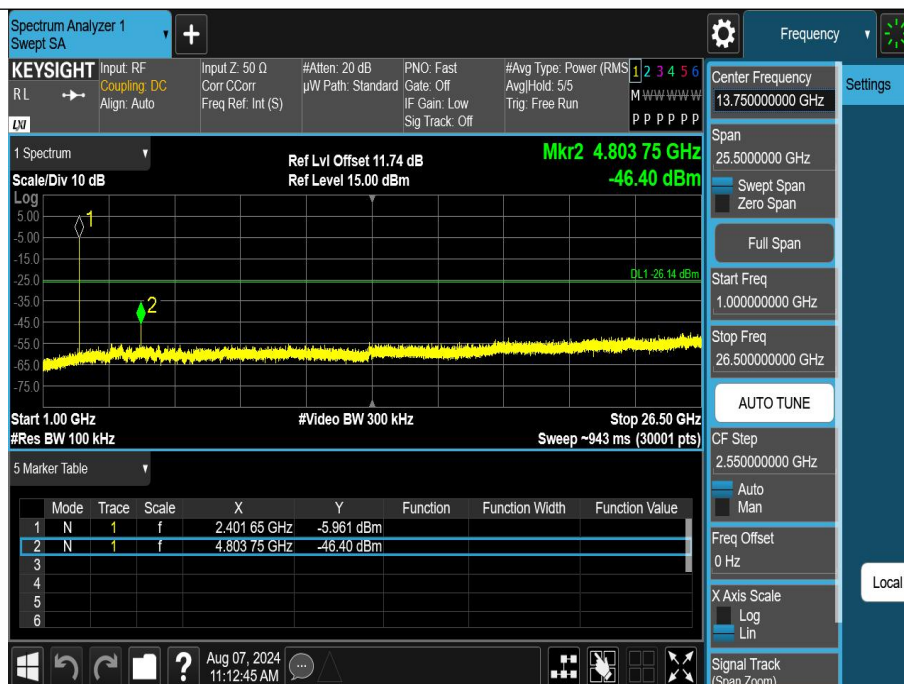 Spectrum Analyzer 1
Swept SA
Frequency
KEYSIGHT
RL
LXI
Input: RF
Coupling: DC
Align: Auto
Input Z: 50 Ω
Corr CCorr
Freq Ref: Int (S)
#Atten: 20 dB
µW Path: Standard
PNO: Fast
Gate: Off
IF Gain: Low
Sig Track: Off
#Avg Type: Power (RMS
Avg|Hold: 5/5
Trig: Free Run
1 2 3 4 5 6
M W W W W W
P P P P P P
1 Spectrum
Scale/Div 10 dB
Ref Lvl Offset 11.74 dB
Ref Level 15.00 dBm
Mkr2 4.803 75 GHz
-46.40 dBm
Log
5.00
-5.00
-15.0
-25.0
-35.0
-45.0
-55.0
-65.0
-75.0
1
2
DL1 -26.14 dBm
Start 1.00 GHz
#Video BW 300 kHz
Stop 26.50 GHz
#Res BW 100 kHz
Sweep ~943 ms (30001 pts)
5 Marker Table
Mode Trace Scale X Y Function Function Width Function Value
1 N 1 f 2.401 65 GHz -5.961 dBm
2 N 1 f 4.803 75 GHz -46.40 dBm
3
4
5
6
?
Aug 07, 2024
11:12:45 AM
Center Frequency
13.750000000 GHz
Settings
Span
25.5000000 GHz
Swept Span
Zero Span
Full Span
Start Freq
1.000000000 GHz
Stop Freq
26.500000000 GHz
AUTO TUNE
CF Step
2.550000000 GHz
Auto
Man
Freq Offset
0 Hz
Local
X Axis Scale
Log
Lin
Signal Track
(Span Zoom)